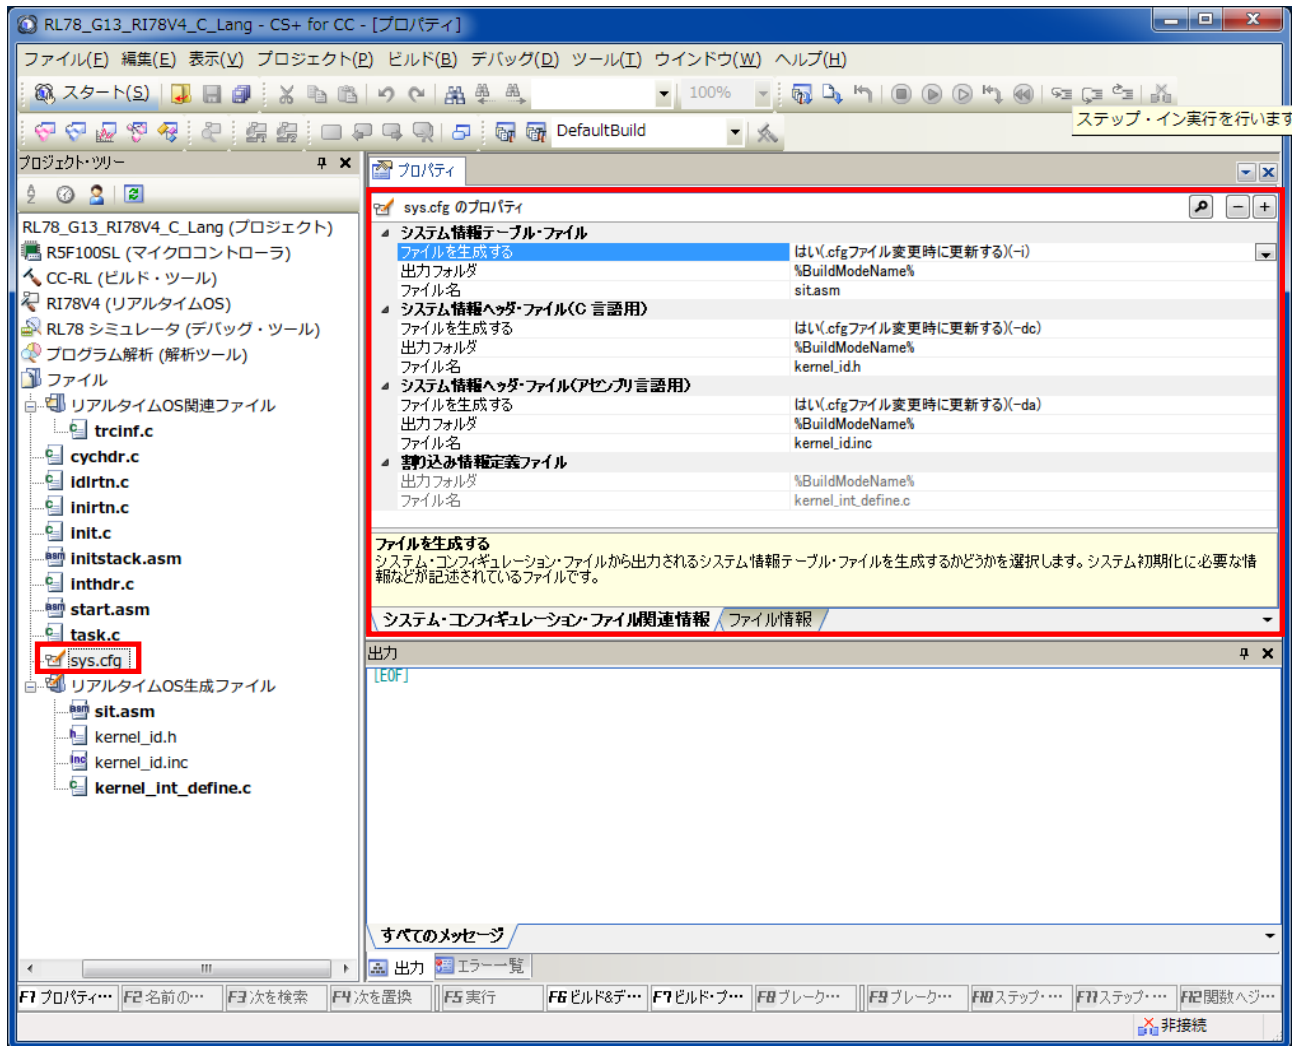 RL78_G13_RI78V4_C_Lang - CS+ for CC - [プロパティ]
ファイル(F) 編集(E) 表示(V) プロジェクト(P) ビルド(B) デバッグ(D) ツール(T) ウインドウ(W) ヘルプ(H)
スタート(S) 100%
ステップ・イン実行を行います
DefaultBuild
プロジェクト・ツリー
プロパティ
RL78_G13_RI78V4_C_Lang (プロジェクト)
R5F100SL (マイクロコントローラ)
CC-RL (ビルド・ツール)
RI78V4 (リアルタイムOS)
RL78 シミュレータ (デバッグ・ツール)
プログラム解析 (解析ツール)
ファイル
リアルタイムOS関連ファイル
trcinf.c
cychdr.c
idlrtn.c
inirtn.c
init.c
initstack.asm
inthdr.c
start.asm
task.c
sys.cfg
リアルタイムOS生成ファイル
sit.asm
kernel_id.h
kernel_id.inc
kernel_int_define.c
sys.cfg のプロパティ
システム情報テーブル・ファイル
ファイルを生成する はい(.cfgファイル変更時に更新する)(-i)
出力フォルダ %BuildModeName%
ファイル名 sit.asm
システム情報ヘッダ・ファイル(C 言語用)
ファイルを生成する はい(.cfgファイル変更時に更新する)(-dc)
出力フォルダ %BuildModeName%
ファイル名 kernel_id.h
システム情報ヘッダ・ファイル(アセンブリ言語用)
ファイルを生成する はい(.cfgファイル変更時に更新する)(-da)
出力フォルダ %BuildModeName%
ファイル名 kernel_id.inc
割り込み情報定義ファイル
出力フォルダ %BuildModeName%
ファイル名 kernel_int_define.c
ファイルを生成する
システム・コンフィギュレーション・ファイルから出力されるシステム情報テーブル・ファイルを生成するかどうかを選択します。システム初期化に必要な情
報などが記述されているファイルです。
システム・コンフィギュレーション・ファイル関連情報 ファイル情報
出力
[EOF]
すべてのメッセージ
出力 エラー一覧
F1 プロパティ… F2 名前の… F3 次を検索 F4 次を置換 F5 実行 F6 ビルド&デ… F7 ビルド・プ… F8 ブレーク… F9 ブレーク… F10 ステップ・… F11 ステップ・… F12 関数へジ…
非接続